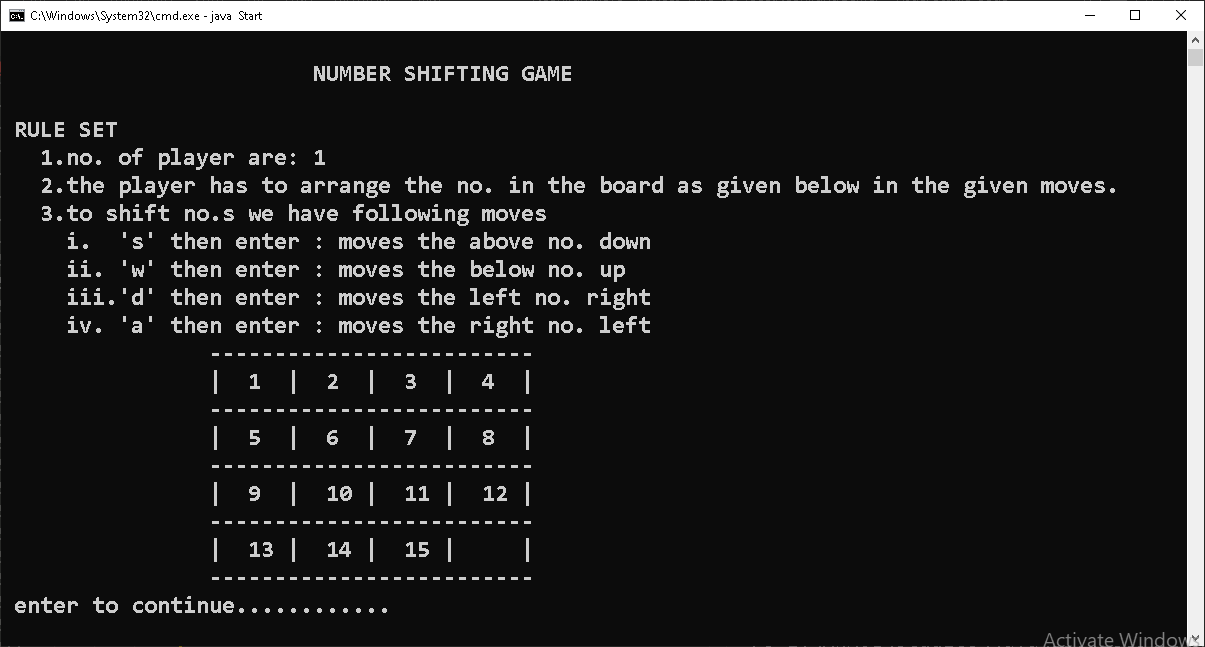 C:\Windows\System32\cmd.exe - java Start
NUMBER SHIFTING GAME
RULE SET
1.no. of player are: 1
2.the player has to arrange the no. in the board as given below in the given moves.
3.to shift no.s we have following moves
i. 's' then enter : moves the above no. down
ii. 'w' then enter : moves the below no. up
iii.'d' then enter : moves the left no. right
iv. 'a' then enter : moves the right no. left
-------------------------
| 1 | 2 | 3 | 4 |
-------------------------
| 5 | 6 | 7 | 8 |
-------------------------
| 9 | 10 | 11 | 12 |
-------------------------
| 13 | 14 | 15 | |
-------------------------
enter to continue............
Activate Windows